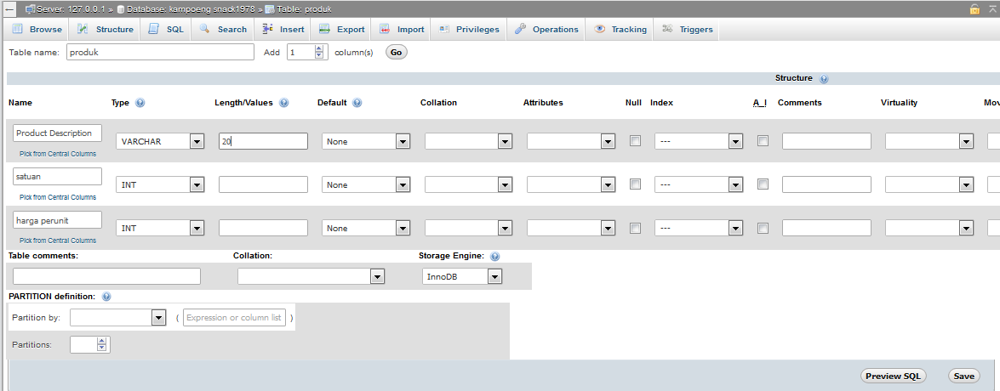 ← Server: 127.0.0.1 » Database: kampoeng snack1978 » Table: produk
Browse Structure SQL Search Insert Export Import Privileges Operations Tracking Triggers
Table name: produk Add 1 column(s) Go
Structure
Name Type Length/Values Default Collation Attributes Null Index A_I Comments Virtuality Mov
Product Description VARCHAR 20 None ---
Pick from Central Columns
satuan INT None ---
Pick from Central Columns
harga perunit INT None ---
Pick from Central Columns
Table comments: Collation: Storage Engine:
InnoDB
PARTITION definition:
Partition by: ( Expression or column list )
Partitions:
Preview SQL Save